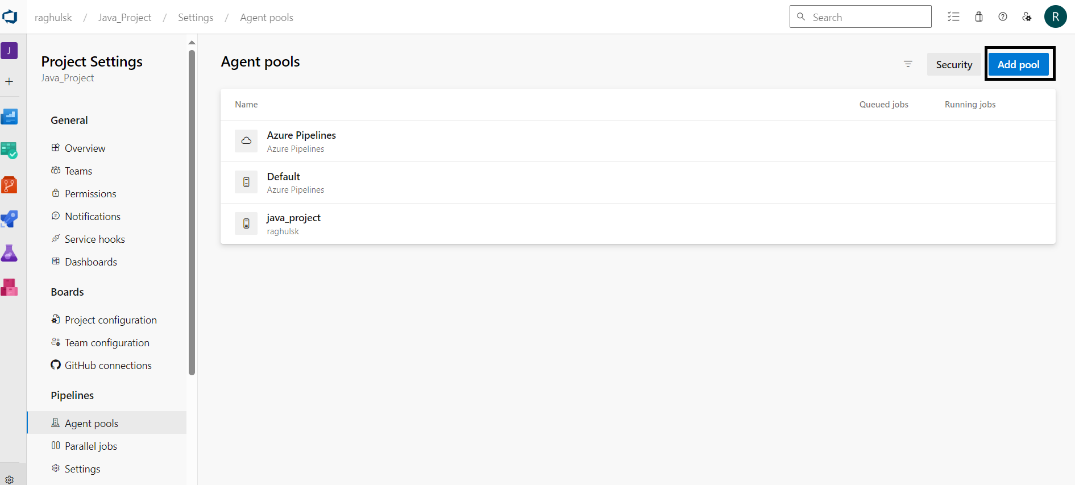 raghulsk / Java_Project / Settings / Agent pools
Search
R
J
Project Settings
Java_Project
General
Overview
Teams
Permissions
Notifications
Service hooks
Dashboards
Boards
Project configuration
Team configuration
GitHub connections
Pipelines
Agent pools
Parallel jobs
Settings
Agent pools
Security
Add pool
Name Queued jobs Running jobs
Azure Pipelines
Azure Pipelines
Default
Azure Pipelines
java_project
raghulsk